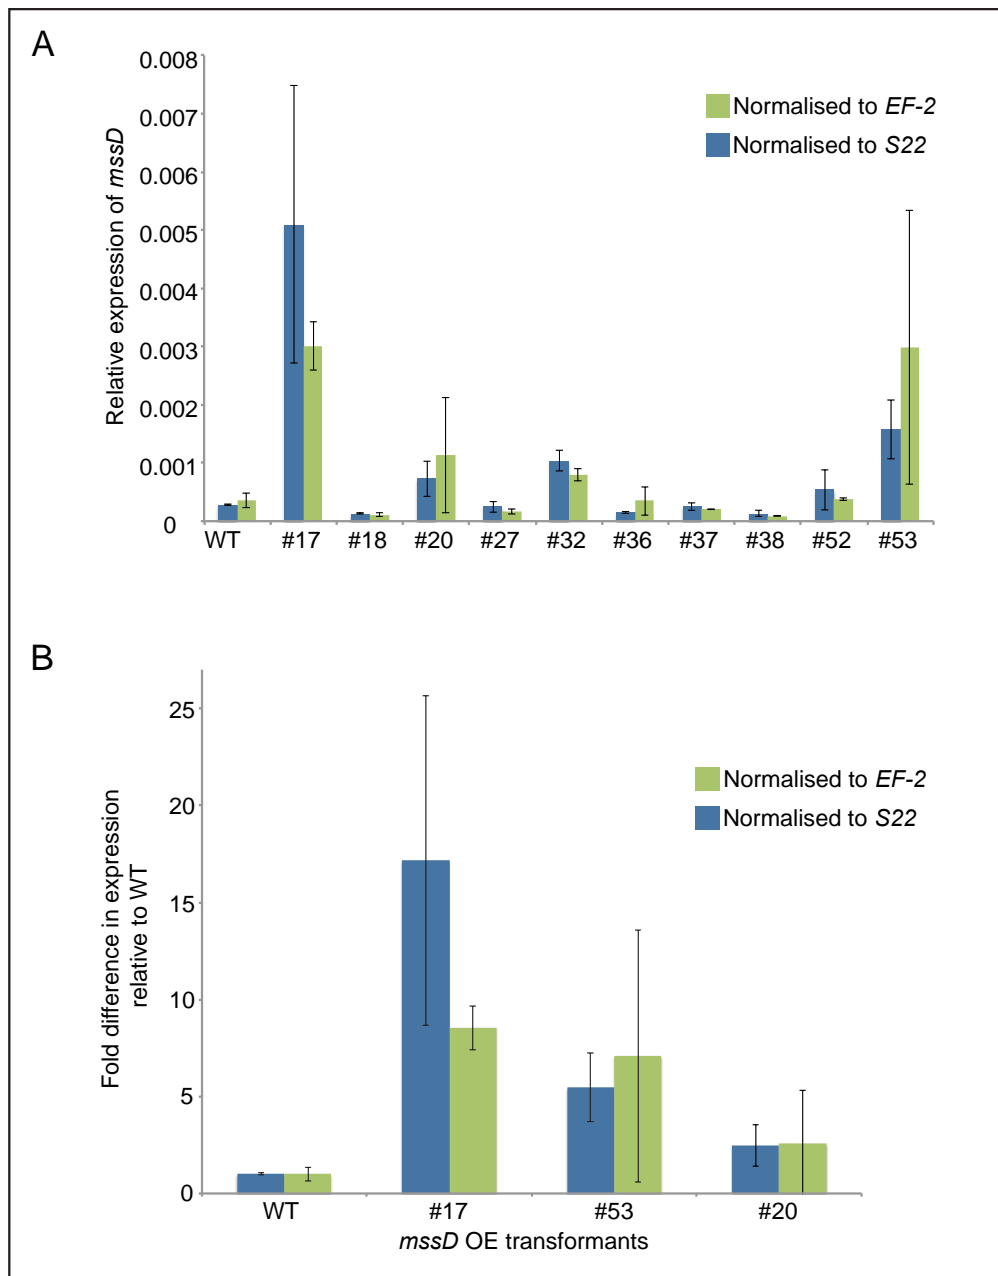 A
0.008
0.007
0.006
0.005
0.004
0.003
0.002
0.001
0
Relative expression of mssD
Normalised to EF-2
Normalised to S22
WT #17 #18 #20 #27 #32 #36 #37 #38 #52 #53
B
25
20
15
10
5
0
Fold difference in expression
relative to WT
Normalised to EF-2
Normalised to S22
WT #17 #53 #20
mssD OE transformants